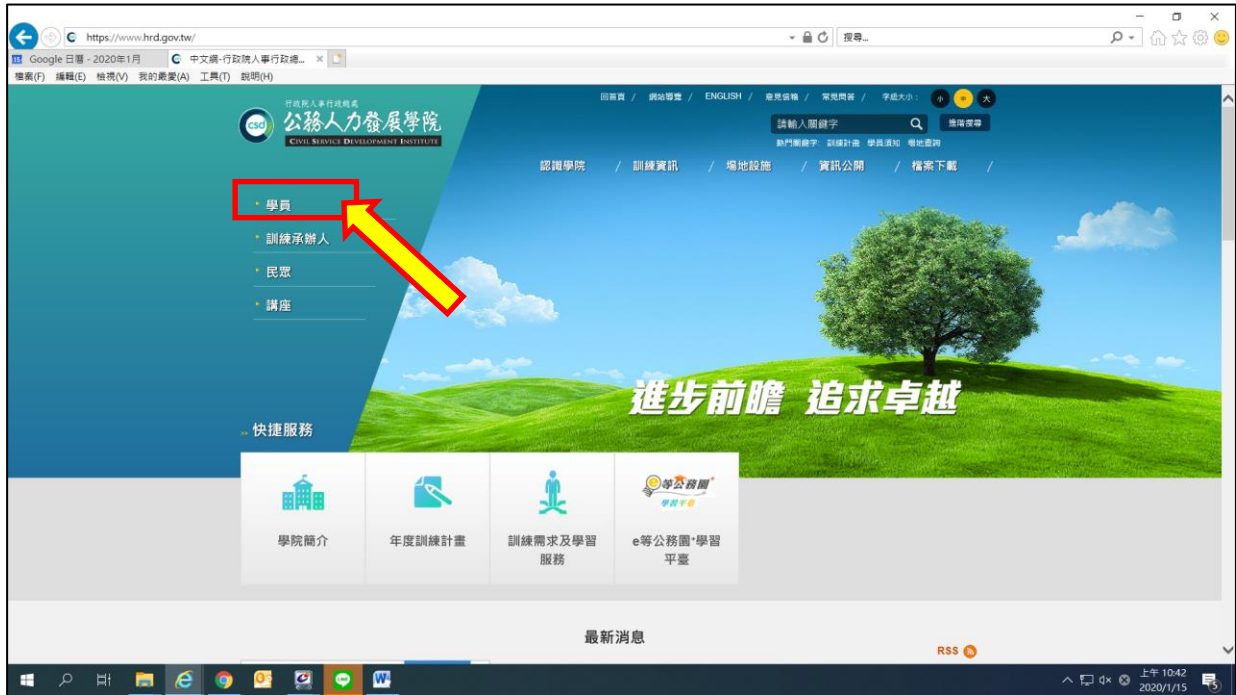 https://www.hrd.gov.tw/
搜尋...
Google 日曆 - 2020年1月
中文網-行政院人事行政總...
檔案(F) 編輯(E) 檢視(V) 我的最愛(A) 工具(T) 說明(H)
回首頁 / 網站導覽 / ENGLISH / 意見信箱 / 常見問答 / 字級大小： 小 中 大
行政院人事行政總處
csdi 公務人力發展學院
CIVIL SERVICE DEVELOPMENT INSTITUTE
請輸入關鍵字 進階搜尋
熱門關鍵字: 訓練計畫 學員須知 場地查詢
認識學院 / 訓練資訊 / 場地設施 / 資訊公開 / 檔案下載 /
學員
訓練承辦人
民眾
講座
進步前瞻 追求卓越
快捷服務
e等公務園+
學習平臺
學院簡介
年度訓練計畫
訓練需求及學習
服務
e等公務園+學習
平臺
最新消息
RSS
上午 10:42
2020/1/15